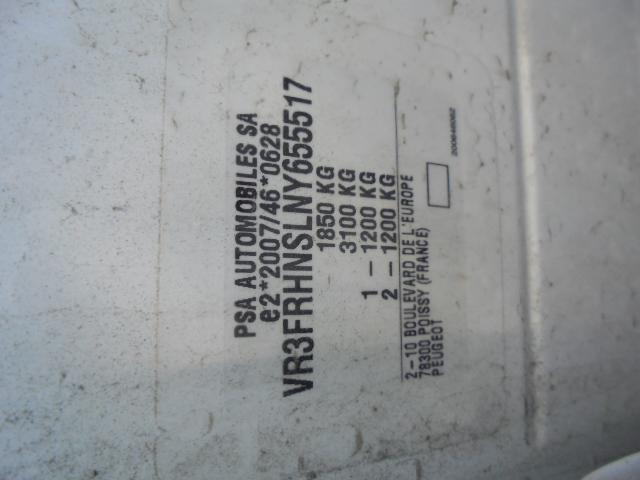 PSA AUTOMOBILES SA
e2*2007/46*0628
VR3FRHNSLNY655517
1850 KG
3100 KG
1 – 1200 KG
2 – 1200 KG
2–10 BOULEVARD DE L'EUROPE
78300 POISSY (FRANCE)
PEUGEOT